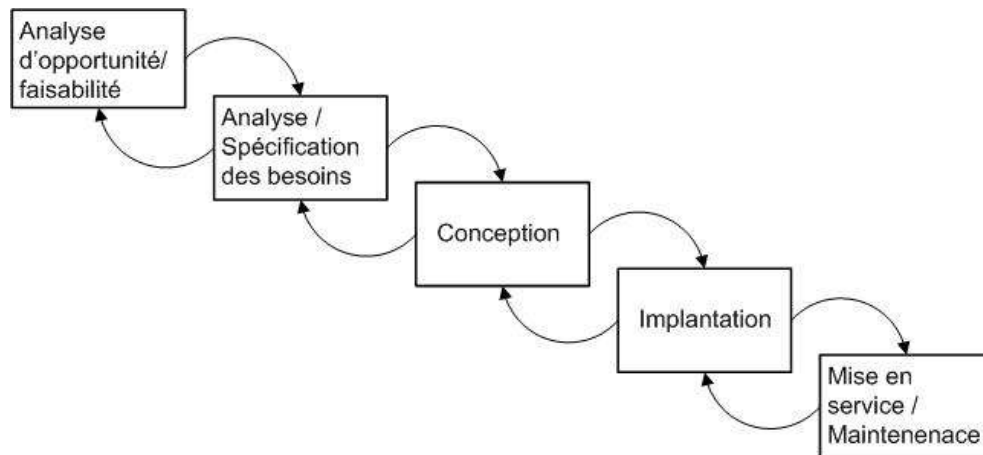 Analyse
d'opportunité/
faisabilité
Analyse /
Spécification
des besoins
Conception
Implantation
Mise en
service /
Maintenenace